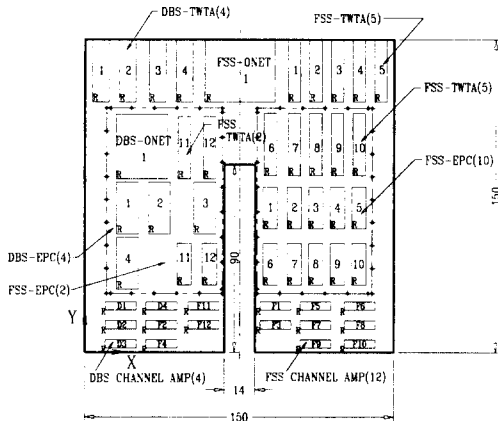 DBS-TWTA(4)
FSS-TWTA(5)
1 2 3 4 FSS-ONET 1 1 2 3 4 5
R R R R R R R R R R
FSS-TWTA(5)
DBS-ONET 1
11 12
FSS-TWTA(2)
6 7 8 9 10
R R R R R R R R
FSS-EPC(10)
1 2 3
1 2 3 4 5
R R R R R R R R
DBS-EPC(4)
4 11 12
6 7 8 9 10
R R R R R R R R
FSS-EPC(2)
90
150
Y
D1 D4 F11 F1 F5 F6
D2 F2 F12 F7 F8
D3 F4 F9 F10
X
DBS CHANNEL AMP(4)
14
FSS CHANNEL AMP(12)
150